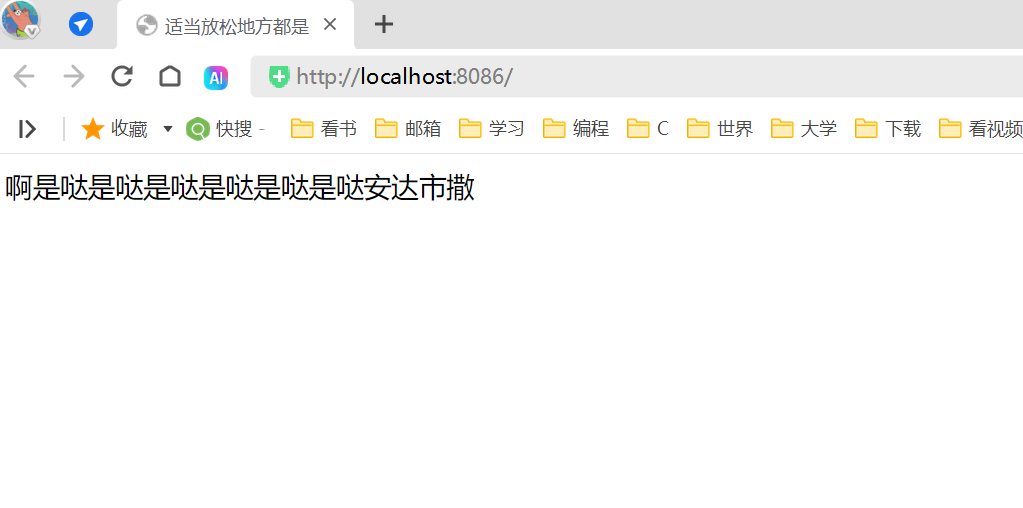 适当放松地方都是
AI
http://localhost:8086/
收藏 快搜 - 看书 邮箱 学习 编程 C 世界 大学 下载 看视频
啊是哒是哒是哒是哒是哒是哒安达市撒